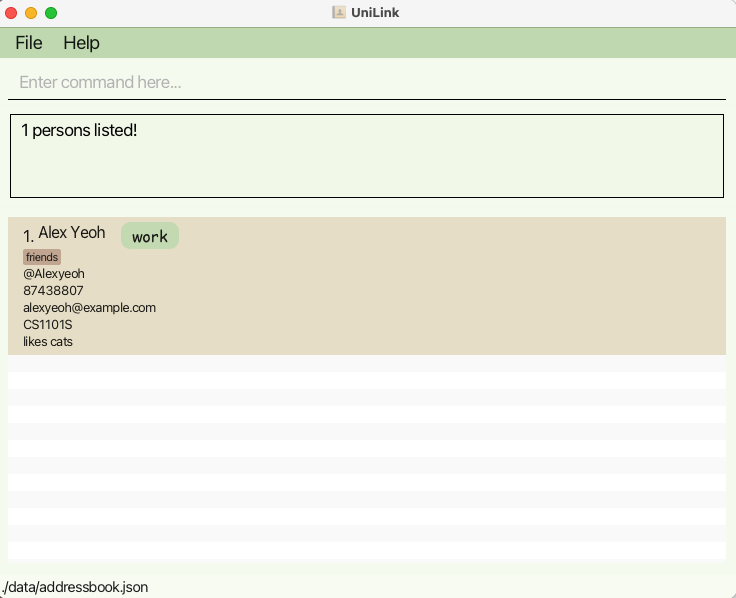 UniLink
File Help
Enter command here...
1 persons listed!
1. Alex Yeoh work
friends
@Alexyeoh
87438807
alexyeoh@example.com
CS1101S
likes cats
./data/addressbook.json